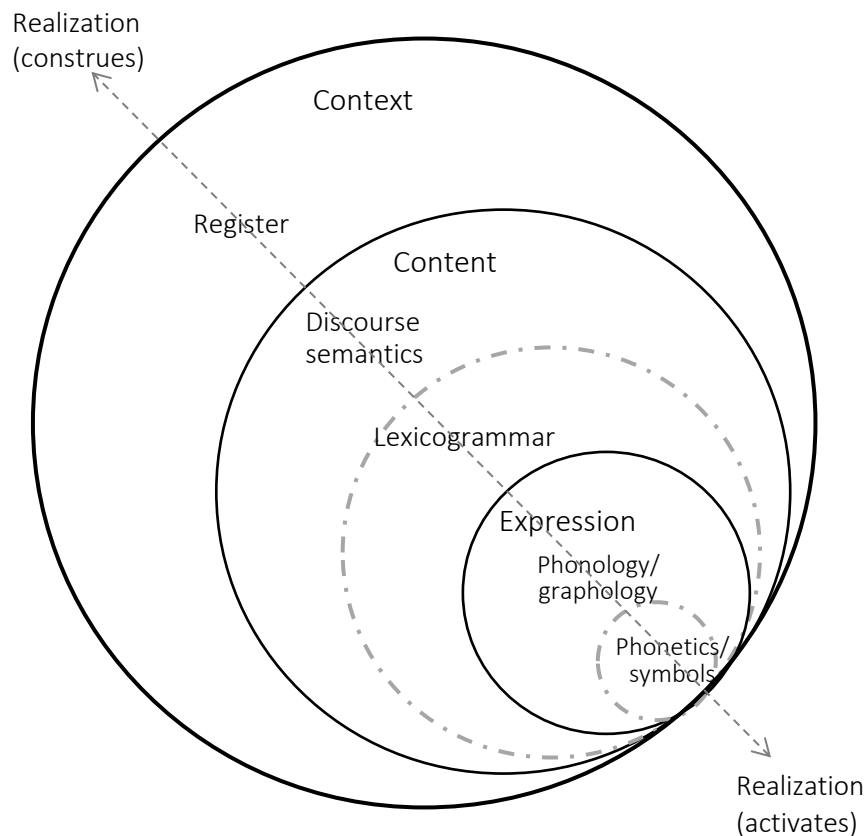 Realization
(construes)
Context
Register
Content
Discourse
semantics
Lexicogrammar
Expression
Phonology/
graphology
Phonetics/
symbols
Realization
(activates)